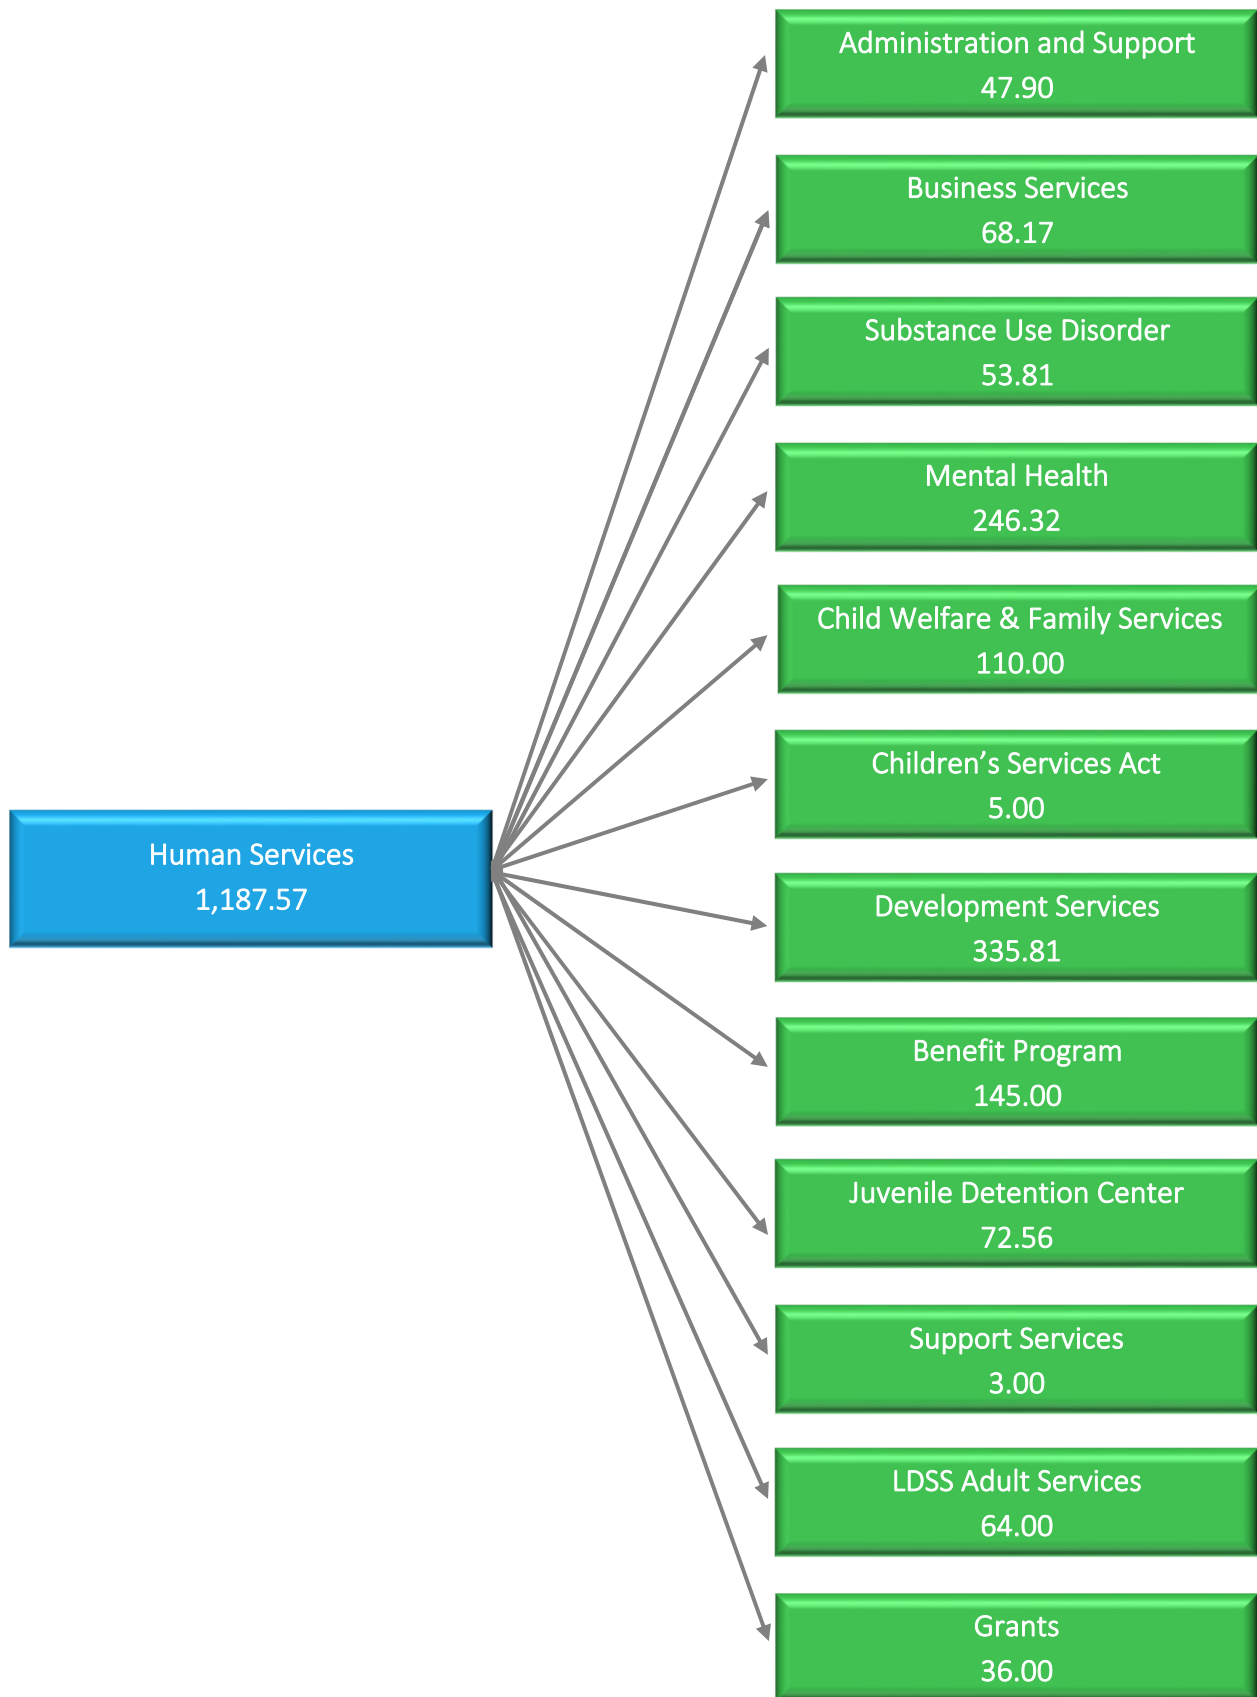 Administration and Support
47.90
Business Services
68.17
Substance Use Disorder
53.81
Mental Health
246.32
Child Welfare & Family Services
110.00
Children’s Services Act
5.00
Human Services
1,187.57
Development Services
335.81
Benefit Program
145.00
Juvenile Detention Center
72.56
Support Services
3.00
LDSS Adult Services
64.00
Grants
36.00